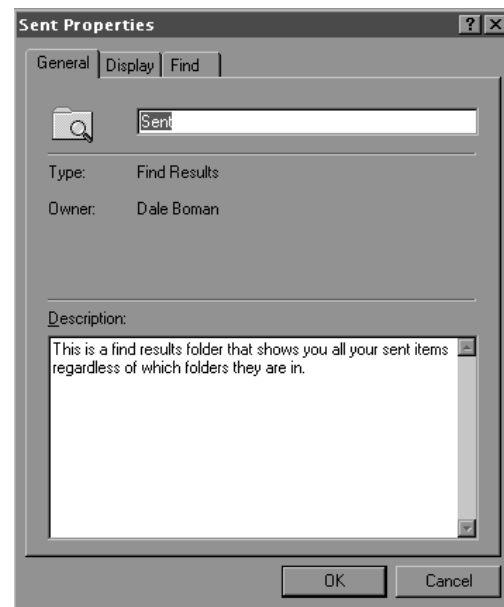 Sent Properties
General Display Find
Sent
Type: Find Results
Owner: Dale Boman
Description:
This is a find results folder that shows you all your sent items
regardless of which folders they are in.
OK Cancel